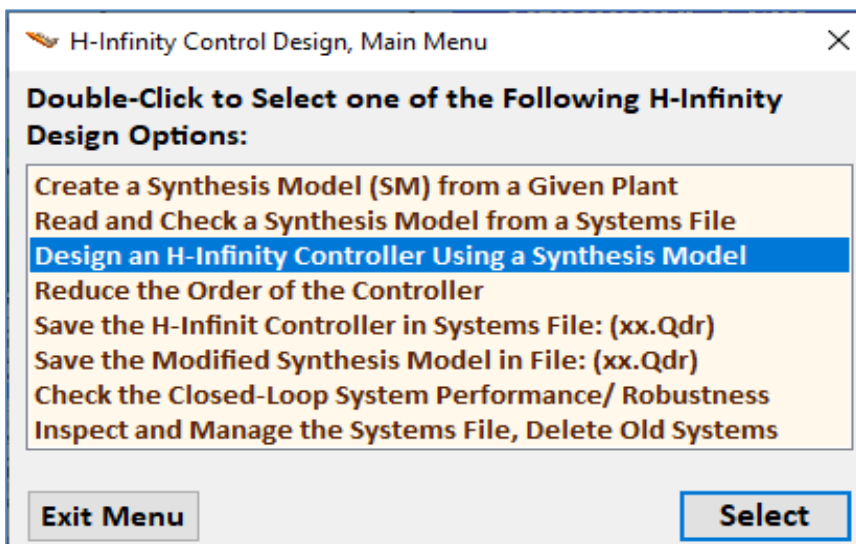 H-Infinity Control Design, Main Menu
Double-Click to Select one of the Following H-Infinity
Design Options:
Create a Synthesis Model (SM) from a Given Plant
Read and Check a Synthesis Model from a Systems File
Design an H-Infinity Controller Using a Synthesis Model
Reduce the Order of the Controller
Save the H-Infinit Controller in Systems File: (xx.Qdr)
Save the Modified Synthesis Model in File: (xx.Qdr)
Check the Closed-Loop System Performance/ Robustness
Inspect and Manage the Systems File, Delete Old Systems
Exit Menu
Select